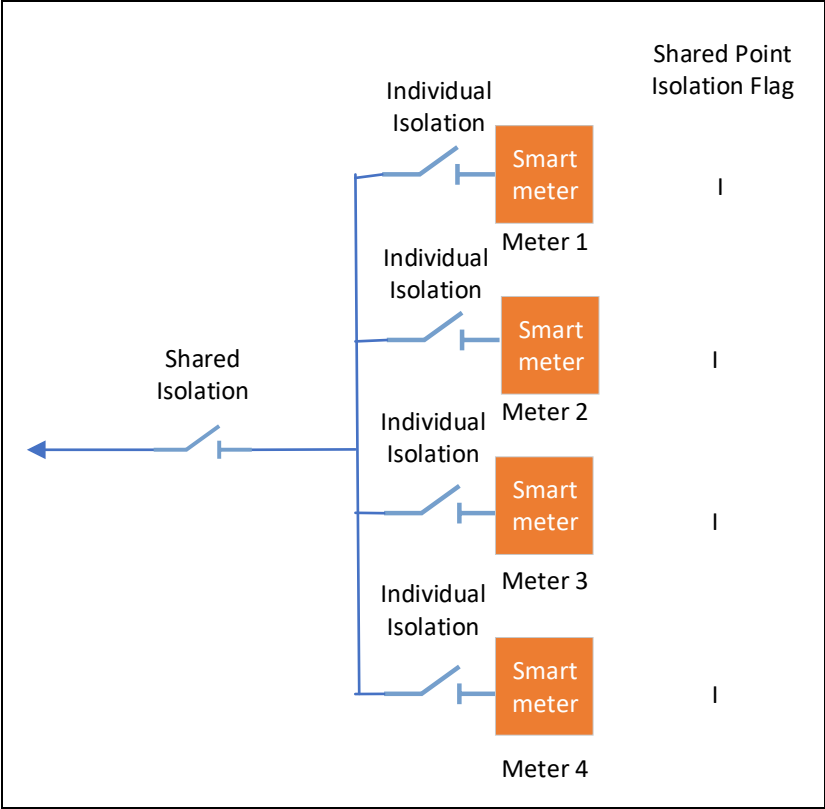 Shared Point
Isolation Flag
Individual
Isolation
Smart
meter
I
Meter 1
Individual
Isolation
Smart
meter
I
Shared
Isolation
Meter 2
Individual
Isolation
Smart
meter
I
Meter 3
Individual
Isolation
Smart
meter
I
Meter 4